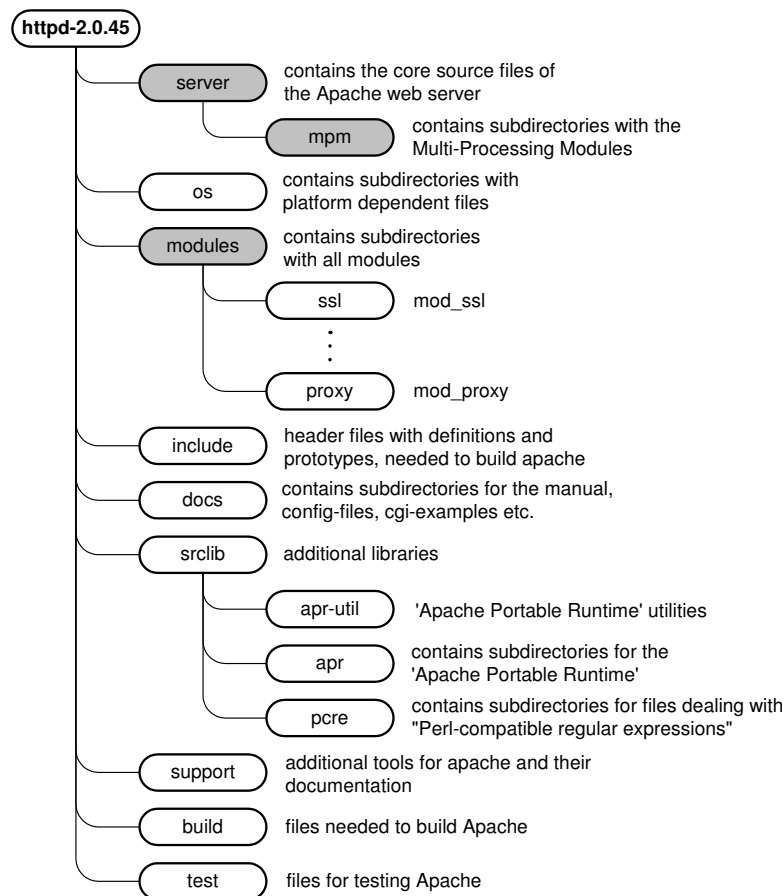 httpd-2.0.45
server
contains the core source files of
the Apache web server
mpm
contains subdirectories with the
Multi-Processing Modules
os
contains subdirectories with
platform dependent files
modules
contains subdirectories
with all modules
ssl
mod_ssl
proxy
mod_proxy
include
header files with definitions and
prototypes, needed to build apache
docs
contains subdirectories for the manual,
config-files, cgi-examples etc.
srclib
additional libraries
apr-util
'Apache Portable Runtime' utilities
apr
contains subdirectories for the
'Apache Portable Runtime'
pcre
contains subdirectories for files dealing with
"Perl-compatible regular expressions"
support
additional tools for apache and their
documentation
build
files needed to build Apache
test
files for testing Apache